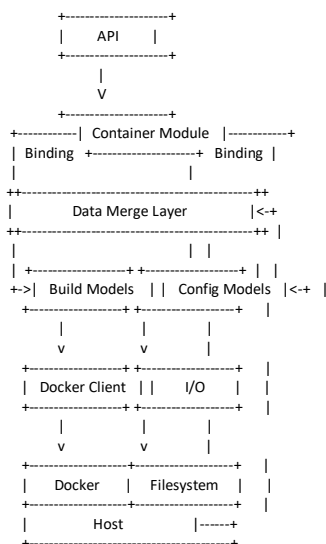 API
Container Module
Binding Binding
Data Merge Layer
Build Models Config Models
Docker Client I/O
Docker Filesystem
Host